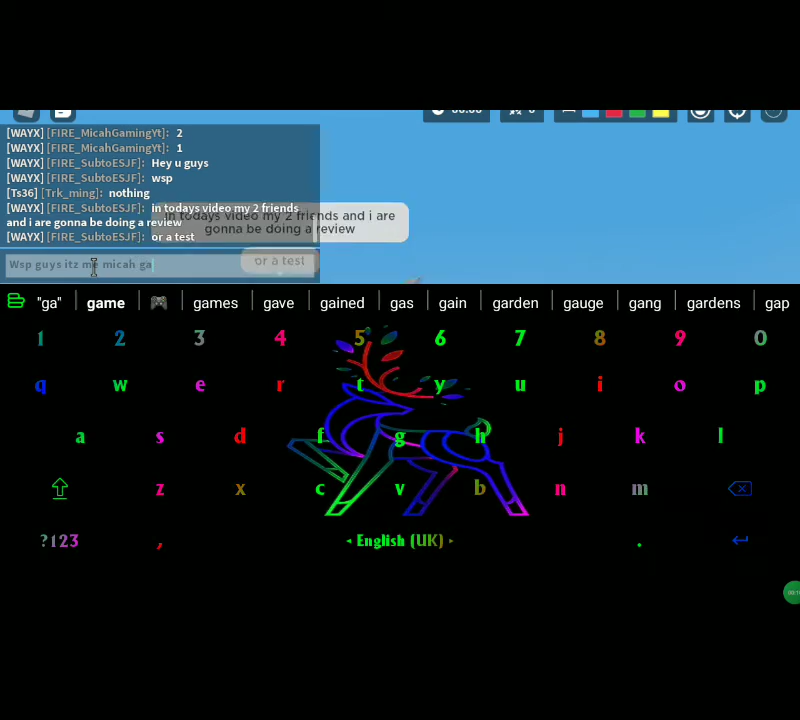 00:00 0
[WAYX] [FIRE_MicahGamingYt]: 2
[WAYX] [FIRE_MicahGamingYt]: 1
[WAYX] [FIRE_SubtoESJF]: Hey u guys
[WAYX] [FIRE_SubtoESJF]: wsp
[Ts36] [Trk_ming]: nothing
[WAYX] [FIRE_SubtoESJF]: in todays video my 2 friends
and i are gonna be doing a review
[WAYX] [FIRE_SubtoESJF]: or a test
in todays video my 2 friends and i are
gonna be doing a review
or a test
Wsp guys itz me micah ga
"ga" game games gave gained gas gain garden gauge gang gardens gap
1 2 3 4 5 6 7 8 9 0
q w e r t y u i o p
a s d f g h j k l
z x c v b n m
?123 , English (UK) .